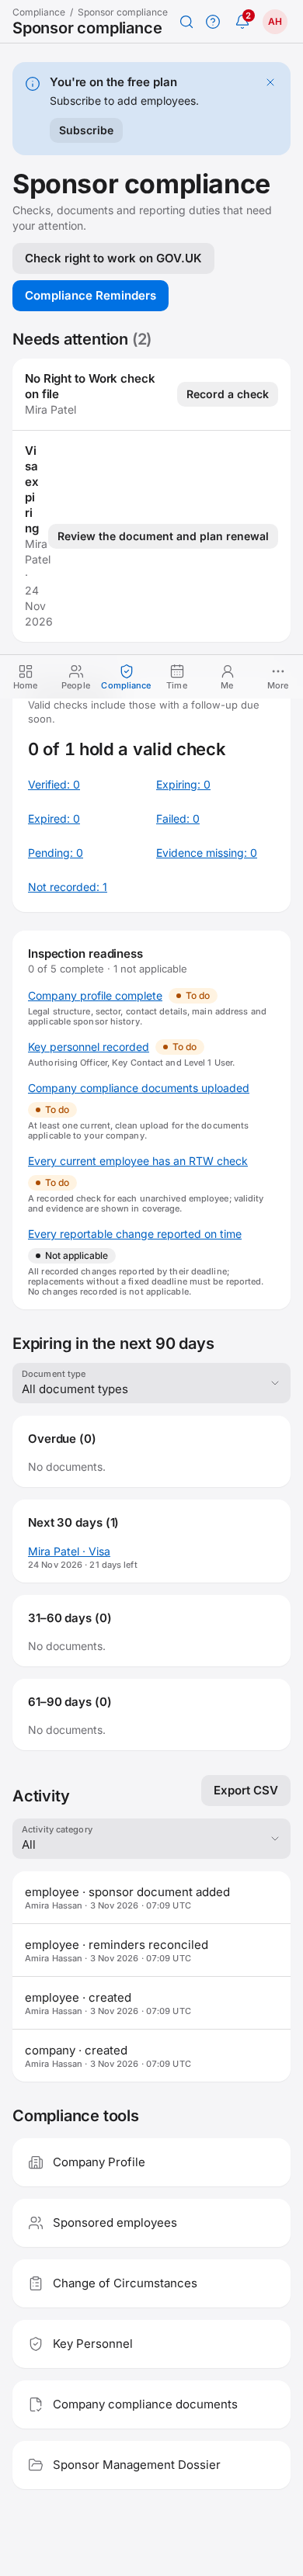 Compliance / Sponsor compliance
Sponsor compliance
2
AH
You're on the free plan
Subscribe to add employees.
Subscribe
Sponsor compliance
Checks, documents and reporting duties that need
your attention.
Check right to work on GOV.UK
Compliance Reminders
Needs attention (2)
No Right to Work check
on file
Mira Patel
Record a check
Vi
sa
ex
pi
ri
ng
Mira
Patel
·
24
Nov
2026
Review the document and plan renewal
Home
People
Compliance
Time
Me
More
Validity claims include those with a follow-up due
soon.
0 of 1 hold a valid check
Verified: 0
Expiring: 0
Expired: 0
Failed: 0
Pending: 0
Evidence missing: 0
Not recorded: 1
Inspection readiness
0 of 5 complete · 1 not applicable
Company profile complete
To do
Legal structure, sector, contact details, main address and
applicable sponsor history.
Key personnel recorded
To do
Authorising Officer, Key Contact and Level 1 User.
Company compliance documents uploaded
To do
At least one current, clean upload for the documents
applicable to your company.
Every current employee has an RTW check
To do
A recorded check for each unarchived employee; validity
and evidence are shown in coverage.
Every reportable change reported on time
Not applicable
All recorded changes reported by their deadline;
replacements without a fixed deadline must be reported.
No changes recorded is not applicable.
Expiring in the next 90 days
Document type
All document types
Overdue (0)
No documents.
Next 30 days (1)
Mira Patel · Visa
24 Nov 2026 · 21 days left
31–60 days (0)
No documents.
61–90 days (0)
No documents.
Activity
Export CSV
Activity category
All
employee · sponsor document added
Amira Hassan · 3 Nov 2026 · 07:09 UTC
employee · reminders reconciled
Amira Hassan · 3 Nov 2026 · 07:09 UTC
employee · created
Amira Hassan · 3 Nov 2026 · 07:09 UTC
company · created
Amira Hassan · 3 Nov 2026 · 07:09 UTC
Compliance tools
Company Profile
Sponsored employees
Change of Circumstances
Key Personnel
Company compliance documents
Sponsor Management Dossier